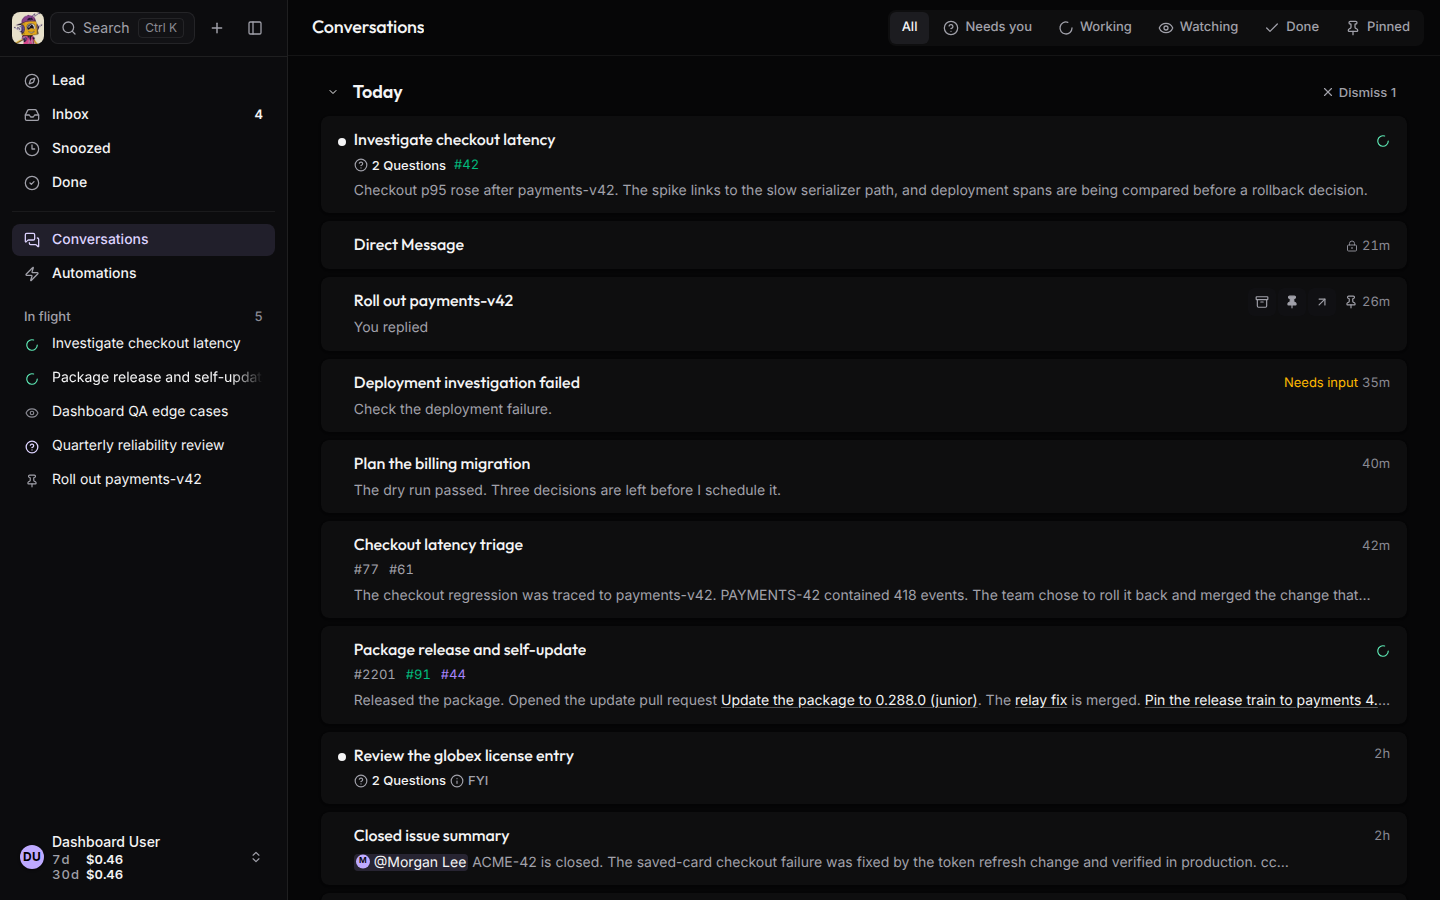 Search Ctrl K
Lead
Inbox 4
Snoozed
Done
Conversations
Automations
In flight 5
Investigate checkout latency
Package release and self-updat
Dashboard QA edge cases
Quarterly reliability review
Roll out payments-v42
DU Dashboard User
7d $0.46
30d $0.46
Conversations
All Needs you Working Watching Done Pinned
Today Dismiss 1
Investigate checkout latency
2 Questions #42
Checkout p95 rose after payments-v42. The spike links to the slow serializer path, and deployment spans are being compared before a rollback decision.
Direct Message 21m
Roll out payments-v42 26m
You replied
Deployment investigation failed Needs input 35m
Check the deployment failure.
Plan the billing migration 40m
The dry run passed. Three decisions are left before I schedule it.
Checkout latency triage 42m
#77 #61
The checkout regression was traced to payments-v42. PAYMENTS-42 contained 418 events. The team chose to roll it back and merged the change that...
Package release and self-update
#2201 #91 #44
Released the package. Opened the update pull request Update the package to 0.288.0 (junior). The relay fix is merged. Pin the release train to payments 4....
Review the globex license entry 2h
2 Questions FYI
Closed issue summary 2h
M @Morgan Lee ACME-42 is closed. The saved-card checkout failure was fixed by the token refresh change and verified in production. cc...